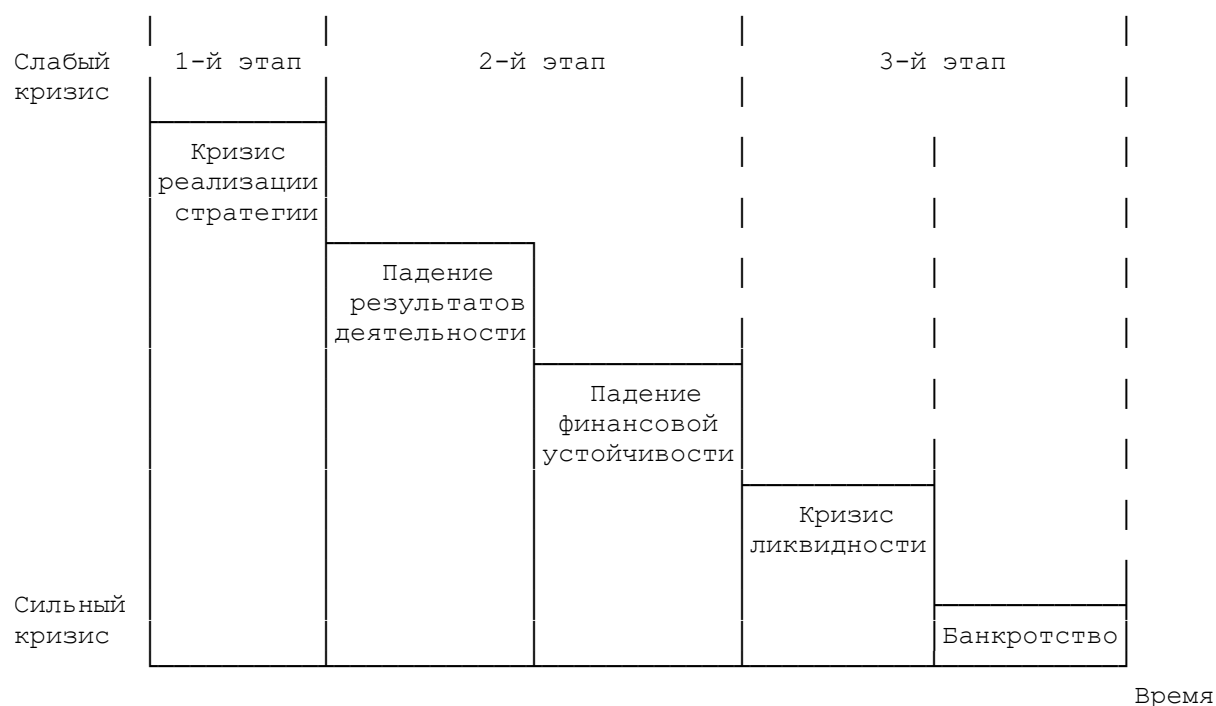 Слабый кризис
1-й этап
2-й этап
3-й этап
Кризис
реализации
стратегии
Падение
результатов
деятельности
Падение
финансовой
устойчивости
Кризис
ликвидности
Сильный
кризис
Банкротство
Время